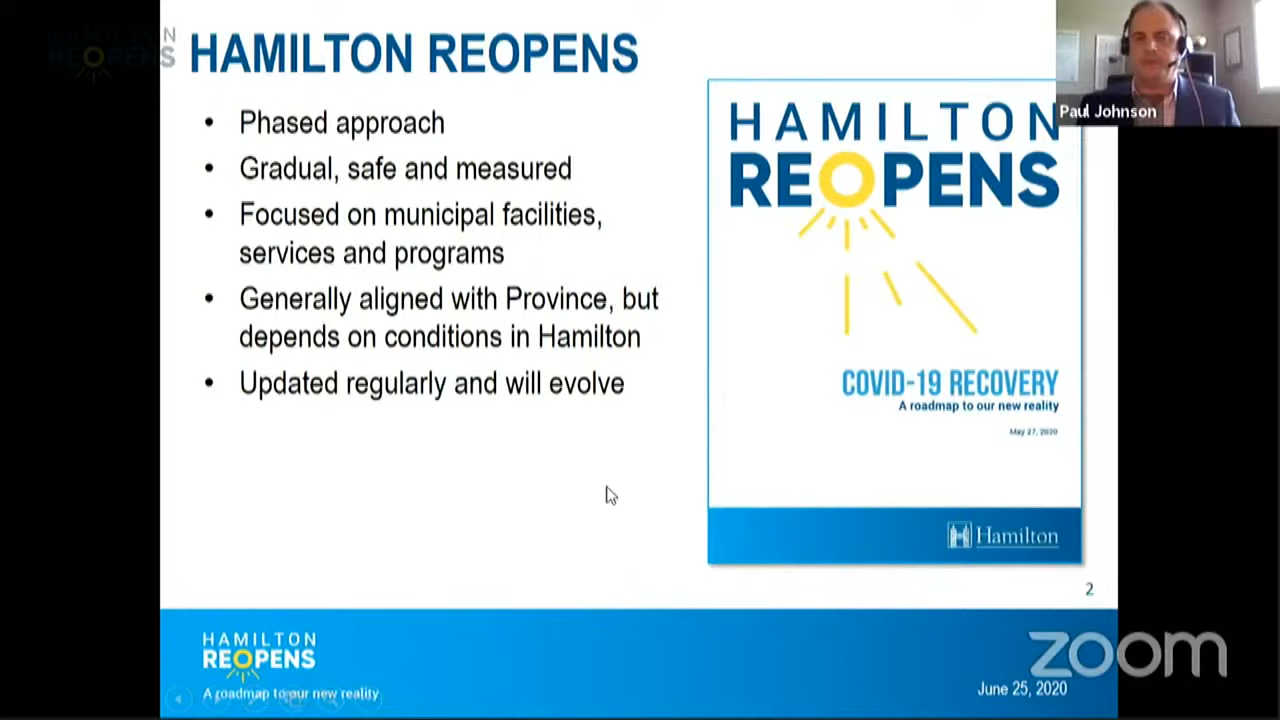 HAMILTON
REOPENS
HAMILTON REOPENS
• Phased approach
• Gradual, safe and measured
• Focused on municipal facilities,
services and programs
• Generally aligned with Province, but
depends on conditions in Hamilton
• Updated regularly and will evolve
Paul Johnson
HAMILTON
REOPENS
COVID-19 RECOVERY
A roadmap to our new reality
May 27, 2020
Hamilton
2
HAMILTON
REOPENS
A roadmap to our new reality
zoom
June 25, 2020